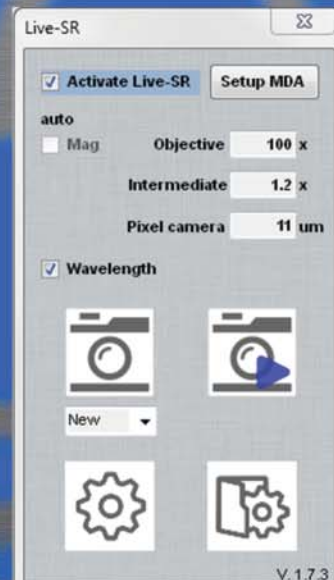 Live-SR
Activate Live-SR Setup MDA
auto
Mag Objective 100 x
Intermediate 1.2 x
Pixel camera 11 um
Wavelength
New
V. 1.7.3